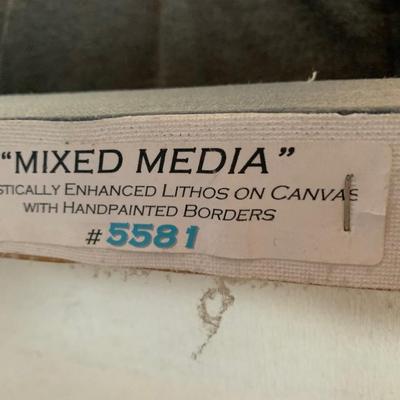 "MIXED MEDIA"
STICALLY ENHANCED LITHOS ON CANVAS
WITH HANDPAINTED BORDERS
#5581